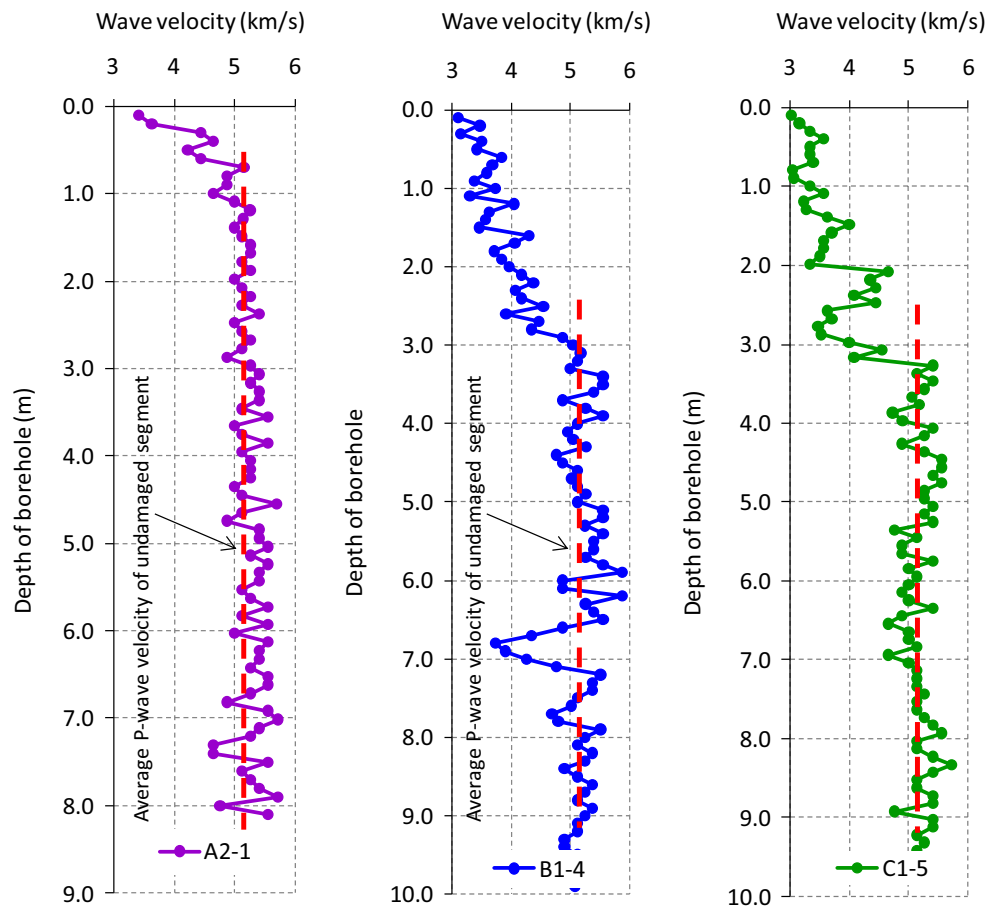 Wave velocity (km/s)
3 4 5 6
0.0
1.0
2.0
3.0
4.0
5.0
6.0
7.0
8.0
9.0
Depth of borehole (m)
Average P-wave velocity of undamaged segment
A2-1
Wave velocity (km/s)
3 4 5 6
0.0
1.0
2.0
3.0
4.0
5.0
6.0
7.0
8.0
9.0
10.0
Depth of borehole
Average P-wave velocity of undamaged segment
B1-4
Wave velocity (km/s)
3 4 5 6
0.0
1.0
2.0
3.0
4.0
5.0
6.0
7.0
8.0
9.0
10.0
Depth of borehole (m)
C1-5